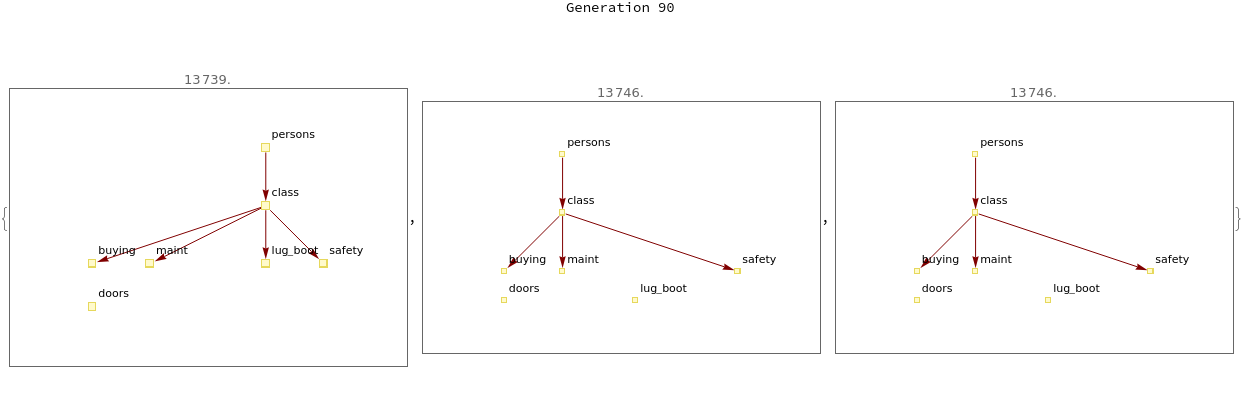 Generation 90
13739.
persons
class
buying maint lug_boot safety
doors
,
13746.
persons
class
buying maint safety
doors lug_boot
,
13746.
persons
class
buying maint safety
doors lug_boot